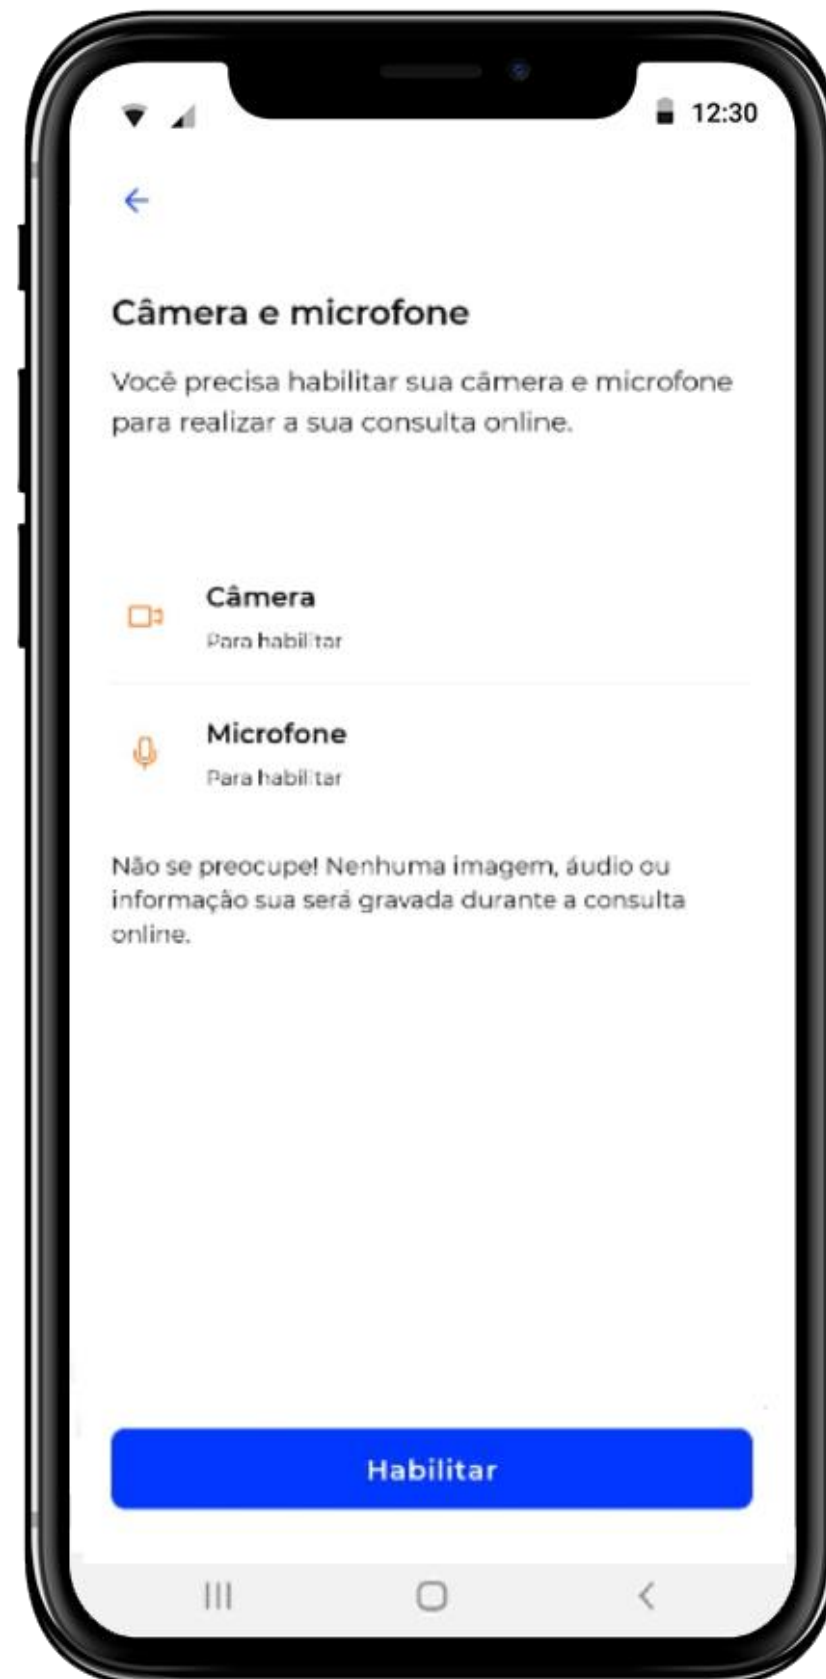 12:30
Câmera e microfone
Você precisa habilitar sua câmera e microfone
para realizar a sua consulta online.
Câmera
Para habilitar
Microfone
Para habilitar
Não se preocupe! Nenhuma imagem, áudio ou
informação sua será gravada durante a consulta
online.
Habilitar